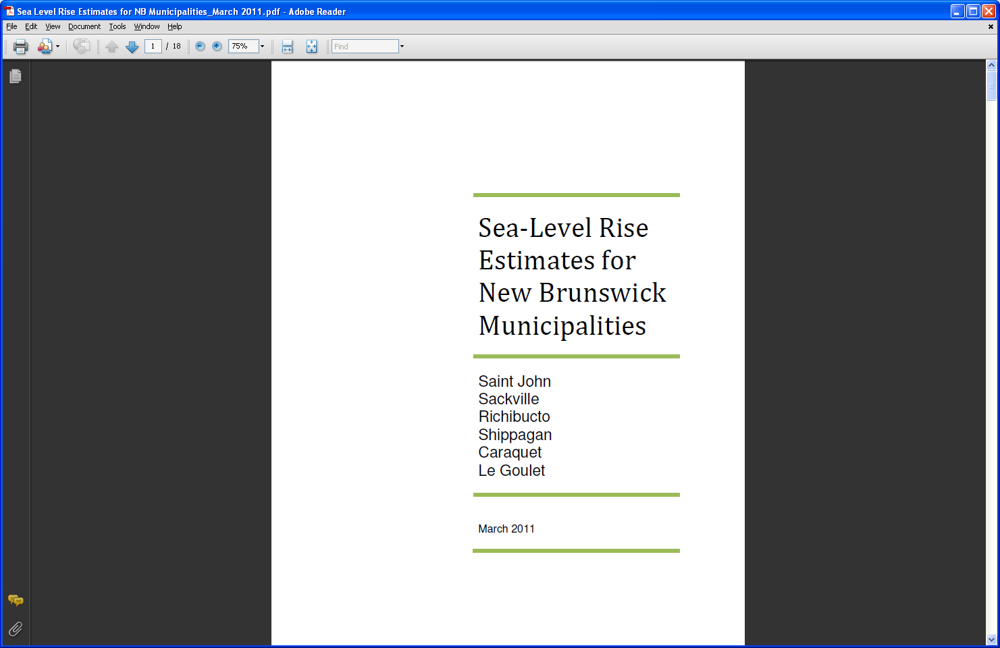 Sea Level Rise Estimates for NB Municipalities_March 2011.pdf - Adobe Reader
File Edit View Document Tools Window Help
1 / 18 75% Find
Sea-Level Rise
Estimates for
New Brunswick
Municipalities
Saint John
Sackville
Richibucto
Shippagan
Caraquet
Le Goulet
March 2011